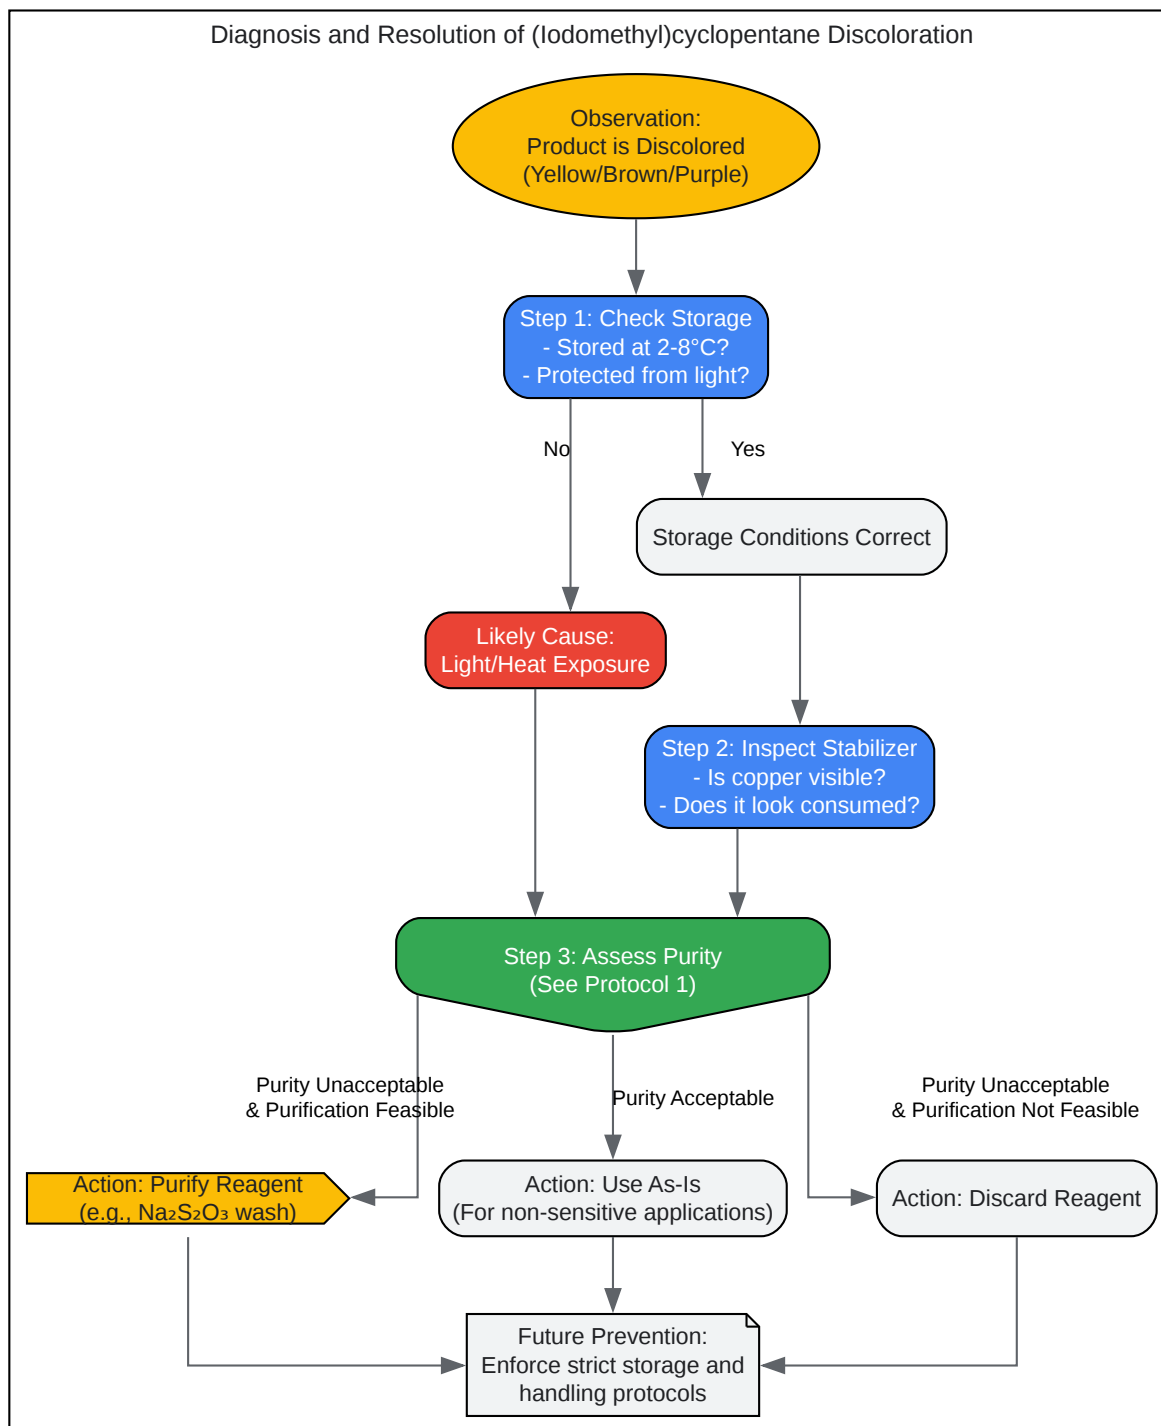 Diagnosis and Resolution of (Iodomethyl)cyclopentane Discoloration
Observation:
Product is Discolored
(Yellow/Brown/Purple)
Step 1: Check Storage
- Stored at 2-8°C?
- Protected from light?
No
Yes
Storage Conditions Correct
Likely Cause:
Light/Heat Exposure
Step 2: Inspect Stabilizer
- Is copper visible?
- Does it look consumed?
Step 3: Assess Purity
(See Protocol 1)
Purity Unacceptable
& Purification Feasible
Purity Acceptable
Purity Unacceptable
& Purification Not Feasible
Action: Purify Reagent
(e.g., Na₂S₂O₃ wash)
Action: Use As-Is
(For non-sensitive applications)
Action: Discard Reagent
Future Prevention:
Enforce strict storage and
handling protocols